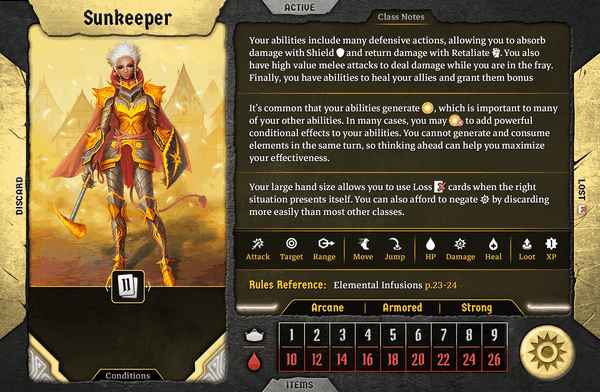 ACTIVE
Sunkeeper
Class Notes
Your abilities include many defensive actions, allowing you to absorb
damage with Shield and return damage with Retaliate . You also
have high value melee attacks to deal damage while you are in the fray.
Finally, you have abilities to heal your allies and grant them bonus
It's common that your abilities generate , which is important to many
of your other abilities. In many cases, you may to add powerful
conditional effects to your abilities. You cannot generate and consume
elements in the same turn, so thinking ahead can help you maximize
your effectiveness.
Your large hand size allows you to use Loss cards when the right
situation presents itself. You can also afford to negate by discarding
more easily than most other classes.
DISCARD
LOST
Attack Target Range Move Jump HP Damage Heal Loot XP
11
Rules Reference: Elemental Infusions p.23-24
Arcane Armored Strong
1 2 3 4 5 6 7 8 9
10 12 14 16 18 20 22 24 26
Conditions
ITEMS